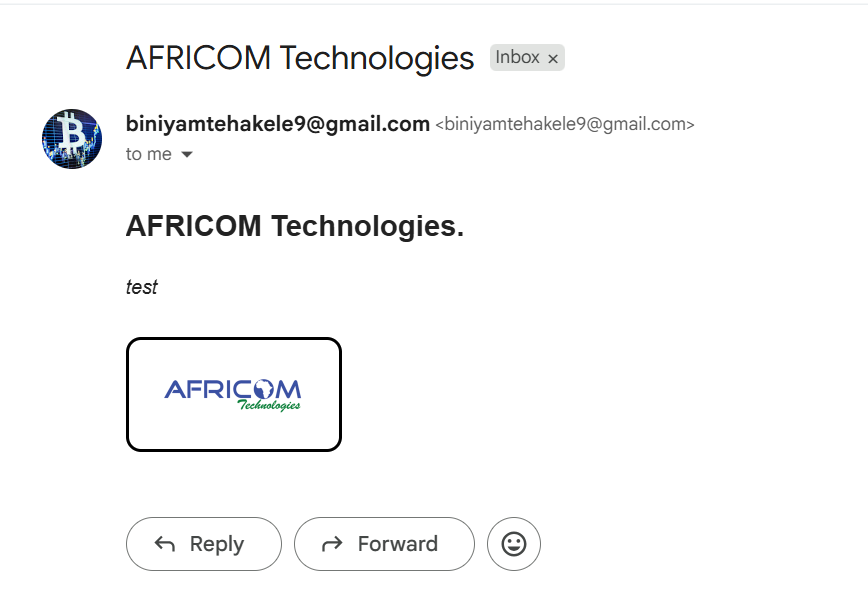 AFRICOM Technologies Inbox ×
biniyamtehakele9@gmail.com <biniyamtehakele9@gmail.com>
to me
AFRICOM Technologies.
test
AFRICOM
Technologies
Reply Forward